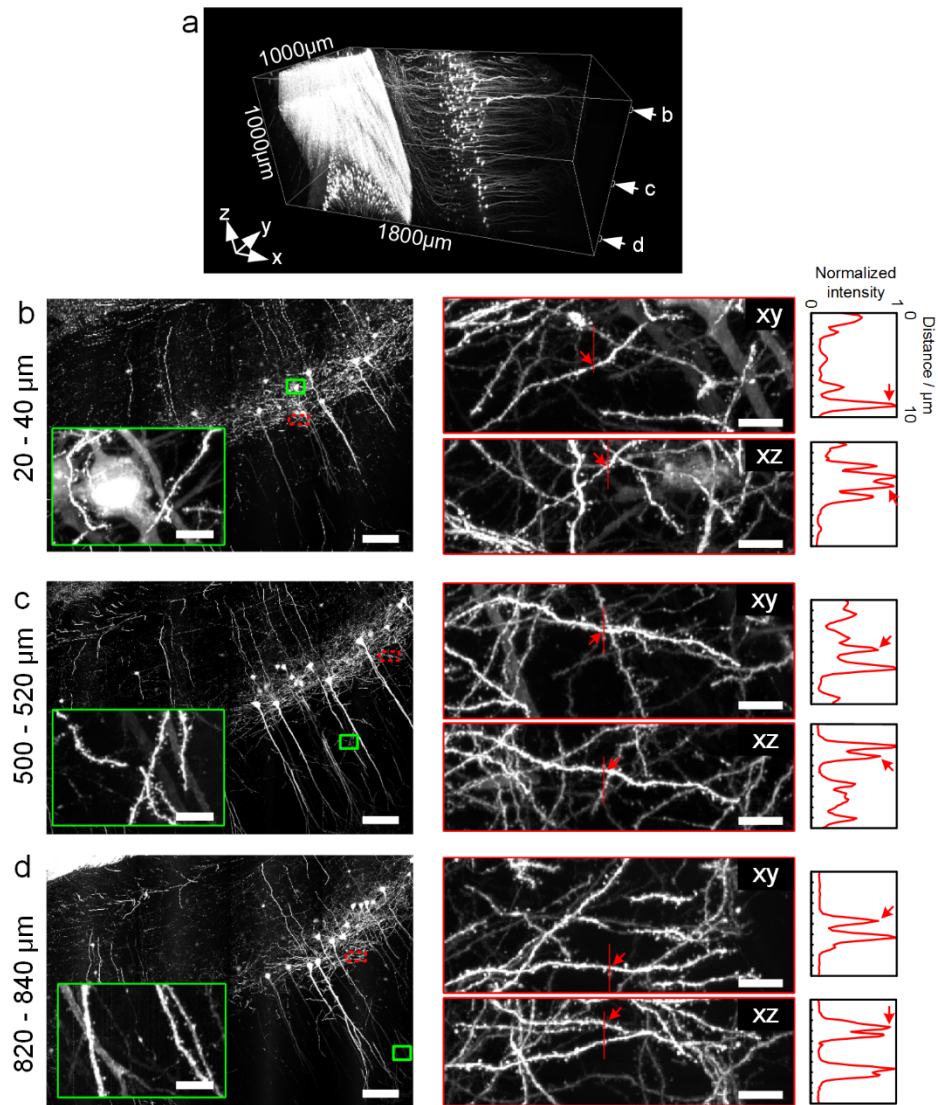 a
1000µm
1000µm
1800µm
z
y
x
b
c
d
Normalized
intensity
0
1
0
Distance / µm
10
b
20 - 40 µm
xy
xz
c
500 - 520 µm
xy
xz
d
820 - 840 µm
xy
xz